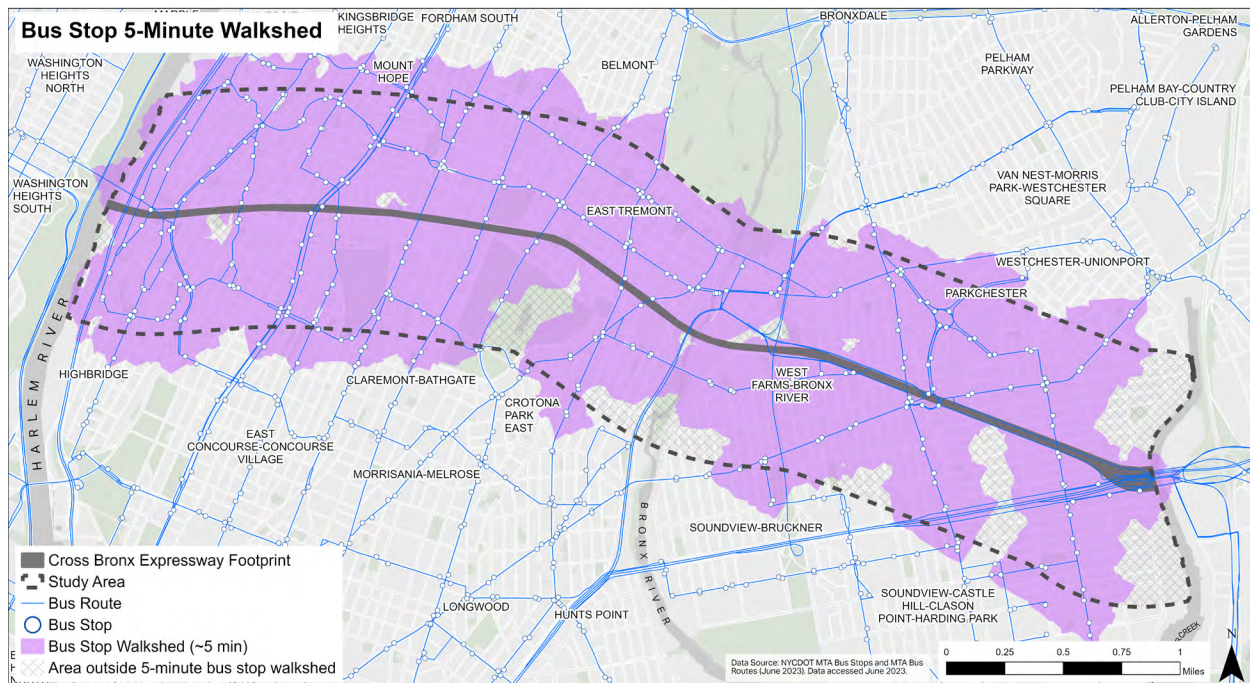 Bus Stop 5-Minute Walkshed
KINGSBRIDGE
HEIGHTS
FORDHAM SOUTH
BRONXDALE
ALLERTON-PELHAM
GARDENS
WASHINGTON
HEIGHTS
NORTH
MOUNT
HOPE
BELMONT
PELHAM
PARKWAY
PELHAM BAY-COUNTRY
CLUB-CITY ISLAND
WASHINGTON
HEIGHTS
SOUTH
VAN NEST-MORRIS
PARK-WESTCHESTER
SQUARE
EAST TREMONT
WESTCHESTER-UNIONPORT
PARKCHESTER
HARLEM RIVER
HIGHBRIDGE
CLAREMONT-BATHGATE
WEST
FARMS-BRONX
RIVER
CROTONA
PARK
EAST
EAST
CONCOURSE-CONCOURSE
VILLAGE
MORRISANIA-MELROSE
BRONX RIVER
SOUNDVIEW-BRUCKNER
LONGWOOD
HUNTS POINT
SOUNDVIEW-CASTLE
HILL-CLASON
POINT-HARDING PARK
CREEK
Cross Bronx Expressway Footprint
Study Area
Bus Route
Bus Stop
Bus Stop Walkshed (~5 min)
Area outside 5-minute bus stop walkshed
Data Source: NYCDOT MTA Bus Stops and MTA Bus
Routes (June 2023). Data accessed June 2023.
0 0.25 0.5 0.75 1
Miles
N